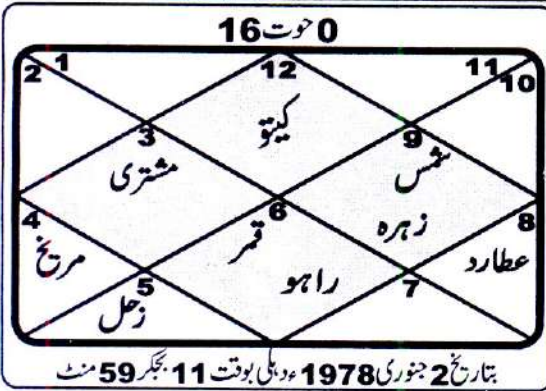 0 حوت 16
2 1 12 11 10
کیتو
3 9
مشتری شمس
زہرہ
4 6 8
قمر
مریخ عطارد
راہو
5 7
زحل
بتاریخ 2 جنوری 1978ء دہلی بوقت 11 بجکر 59 منٹ